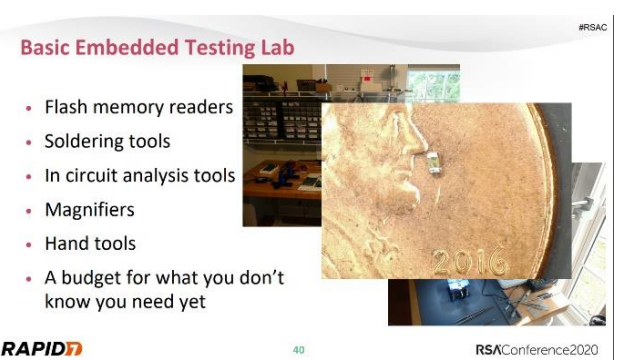 #RSAC
Basic Embedded Testing Lab
• Flash memory readers
• Soldering tools
• In circuit analysis tools
• Magnifiers
• Hand tools
• A budget for what you don’t
know you need yet
2016
RAPID7
40
RSAConference2020